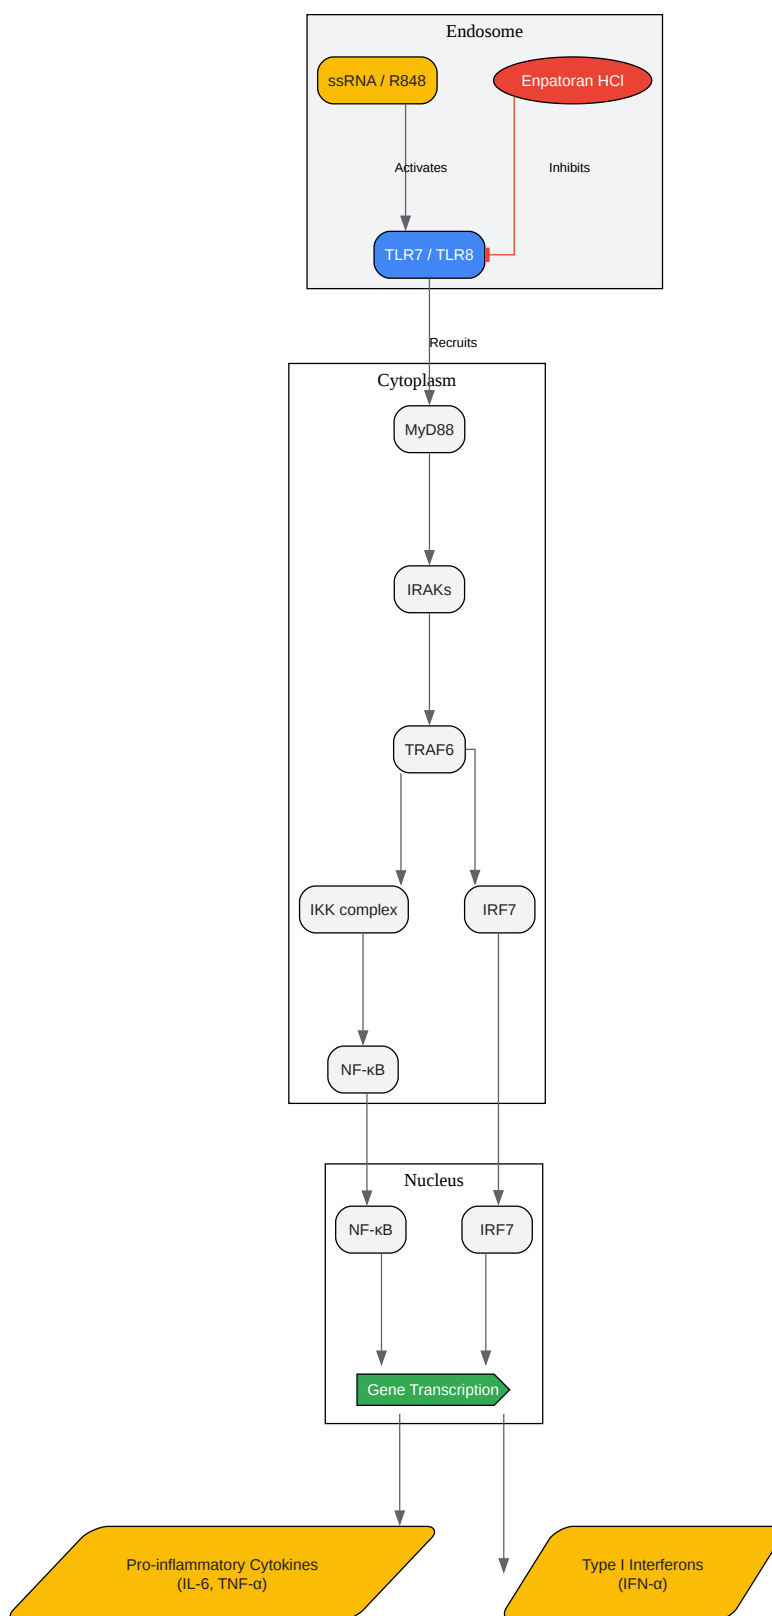 Endosome
ssRNA / R848
Enpatoran HCl
Activates
Inhibits
TLR7 / TLR8
Recruits
Cytoplasm
MyD88
IRAKs
TRAF6
IKK complex
IRF7
NF-κB
Nucleus
NF-κB
IRF7
Gene Transcription
Pro-inflammatory Cytokines
(IL-6, TNF-α)
Type I Interferons
(IFN-α)